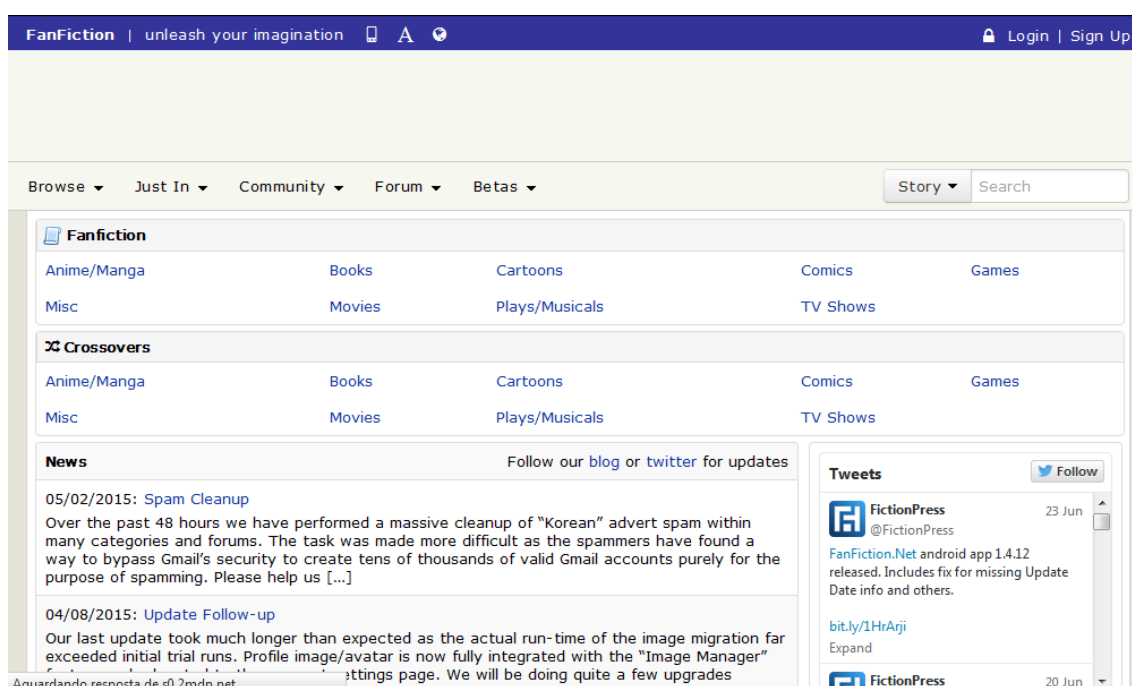 FanFiction | unleash your imagination A Login | Sign Up
Browse Just In Community Forum Betas Story Search
Fanfiction
Anime/Manga Books Cartoons Comics Games
Misc Movies Plays/Musicals TV Shows
Crossovers
Anime/Manga Books Cartoons Comics Games
Misc Movies Plays/Musicals TV Shows
News Follow our blog or twitter for updates
05/02/2015: Spam Cleanup
Over the past 48 hours we have performed a massive cleanup of “Korean” advert spam within
many categories and forums. The task was made more difficult as the spammers have found a
way to bypass Gmail’s security to create tens of thousands of valid Gmail accounts purely for the
purpose of spamming. Please help us [...]
04/08/2015: Update Follow-up
Our last update took much longer than expected as the actual run-time of the image migration far
exceeded initial trial runs. Profile image/avatar is now fully integrated with the “Image Manager”
settings page. We will be doing quite a few upgrades
Aguardando resposta de s0.2mdn.net
Tweets Follow
FictionPress 23 Jun
@FictionPress
FanFiction.Net android app 1.4.12
released. Includes fix for missing Update
Date info and others.
bit.ly/1HrArji
Expand
FictionPress 20 Jun